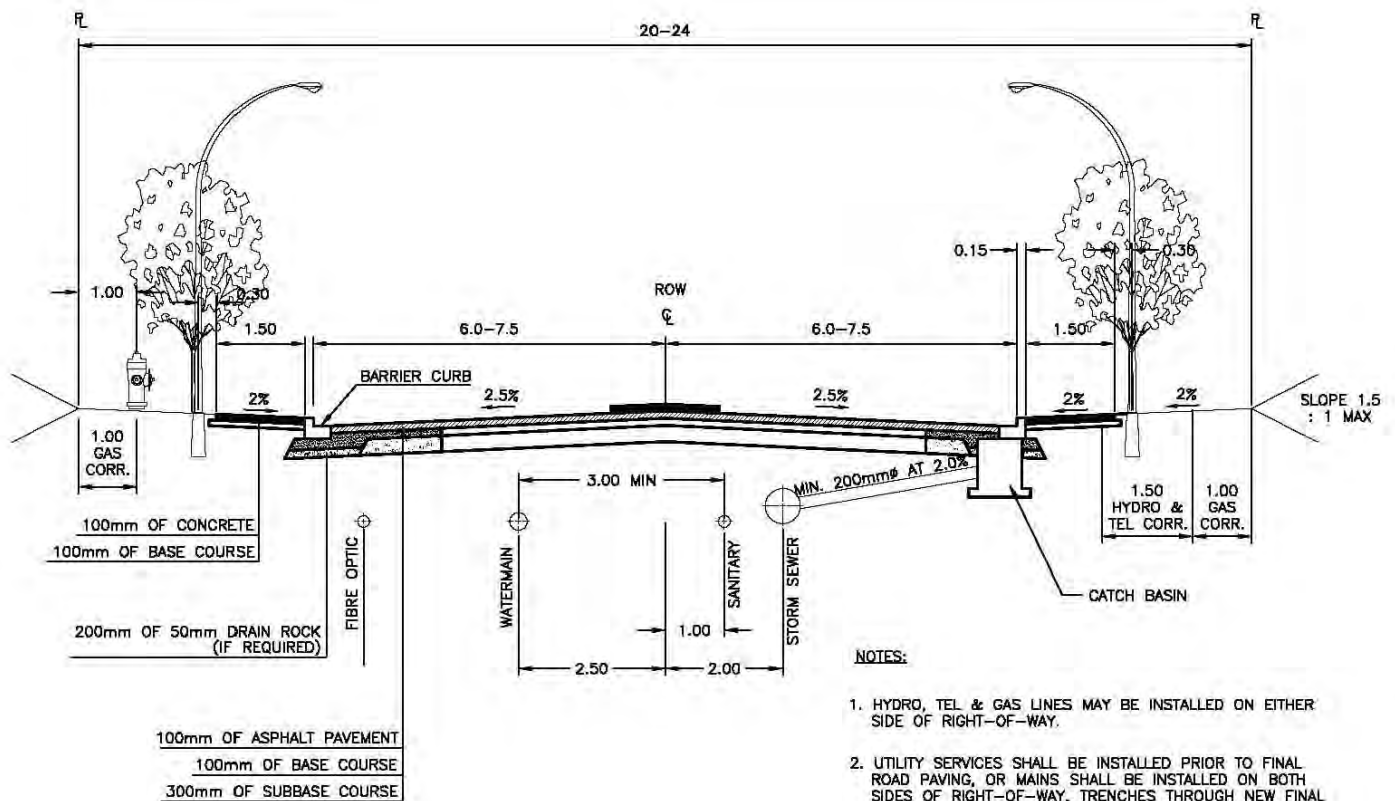 PL
PL
20-24
1.00
0.30
1.50
ROW
CL
6.0-7.5
6.0-7.5
0.15
0.30
1.50
BARRIER CURB
2%
2.5%
2.5%
2%
2%
SLOPE 1.5
: 1 MAX
1.00
GAS
CORR.
3.00 MIN
MIN. 200mmø AT 2.0%
1.50
HYDRO &
TEL CORR.
1.00
GAS
CORR.
100mm OF CONCRETE
100mm OF BASE COURSE
FIBRE OPTIC
WATERMAIN
SANITARY
STORM SEWER
CATCH BASIN
200mm OF 50mm DRAIN ROCK
(IF REQUIRED)
1.00
2.50
2.00
NOTES:
1. HYDRO, TEL & GAS LINES MAY BE INSTALLED ON EITHER
SIDE OF RIGHT-OF-WAY.
100mm OF ASPHALT PAVEMENT
100mm OF BASE COURSE
300mm OF SUBBASE COURSE
2. UTILITY SERVICES SHALL BE INSTALLED PRIOR TO FINAL
ROAD PAVING, OR MAINS SHALL BE INSTALLED ON BOTH
SIDES OF RIGHT-OF-WAY. TRENCHES THROUGH NEW FINAL